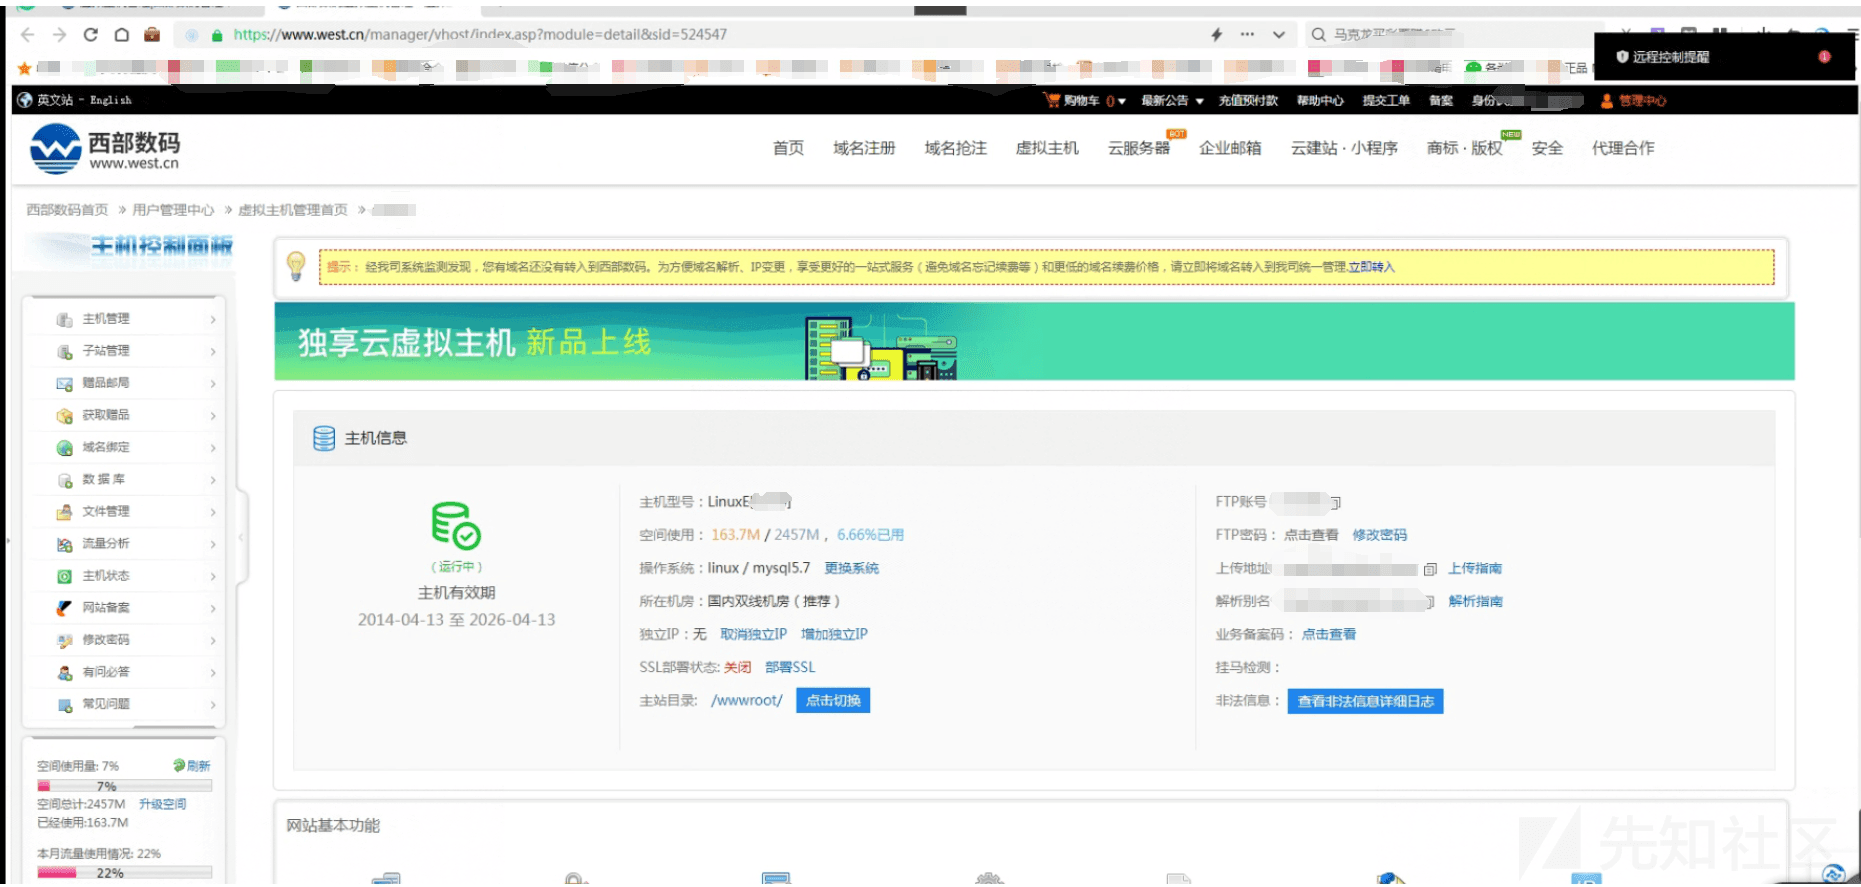 https://www.west.cn/manager/vhost/index.asp?module=detail&sid=524547
远程控制提醒
英文站 - English
购物车 0 最新公告 充值预付款 帮助中心 提交工单 备案 管理中心
西部数码
www.west.cn
首页 域名注册 域名抢注 虚拟主机 云服务器 HOT 企业邮箱 云建站 · 小程序 商标 · 版权 NEW 安全 代理合作
西部数码首页 » 用户管理中心 » 虚拟主机管理首页 »
主机控制面板
提示： 经我司系统监测发现，您有域名还没有转入到西部数码。为方便域名解析、IP变更，享受更好的一站式服务（避免域名忘记续费等）和更低的域名续费价格，请立即将域名转入到我司统一管理.立即转入
独享云虚拟主机 新品上线
主机管理
子站管理
赠品邮局
获取赠品
域名绑定
数 据 库
文件管理
流量分析
主机状态
网站备案
修改密码
有问必答
常见问题
空间使用量: 7% 刷新
7%
空间总计:2457M 升级空间
已经使用:163.7M
本月流量使用情况: 22%
22%
主机信息
（运行中）
主机有效期
2014-04-13 至 2026-04-13
主机型号：LinuxE
空间使用： 163.7M / 2457M ， 6.66%已用
操作系统：linux / mysql5.7 更换系统
所在机房：国内双线机房（推荐）
独立IP：无 取消独立IP 增加独立IP
SSL部署状态: 关闭 部署SSL
主站目录: /wwwroot/ 点击切换
FTP账号
FTP密码： 点击查看 修改密码
上传地址 上传指南
解析别名 解析指南
业务备案码： 点击查看
挂马检测：
非法信息： 查看非法信息详细日志
网站基本功能
先知社区